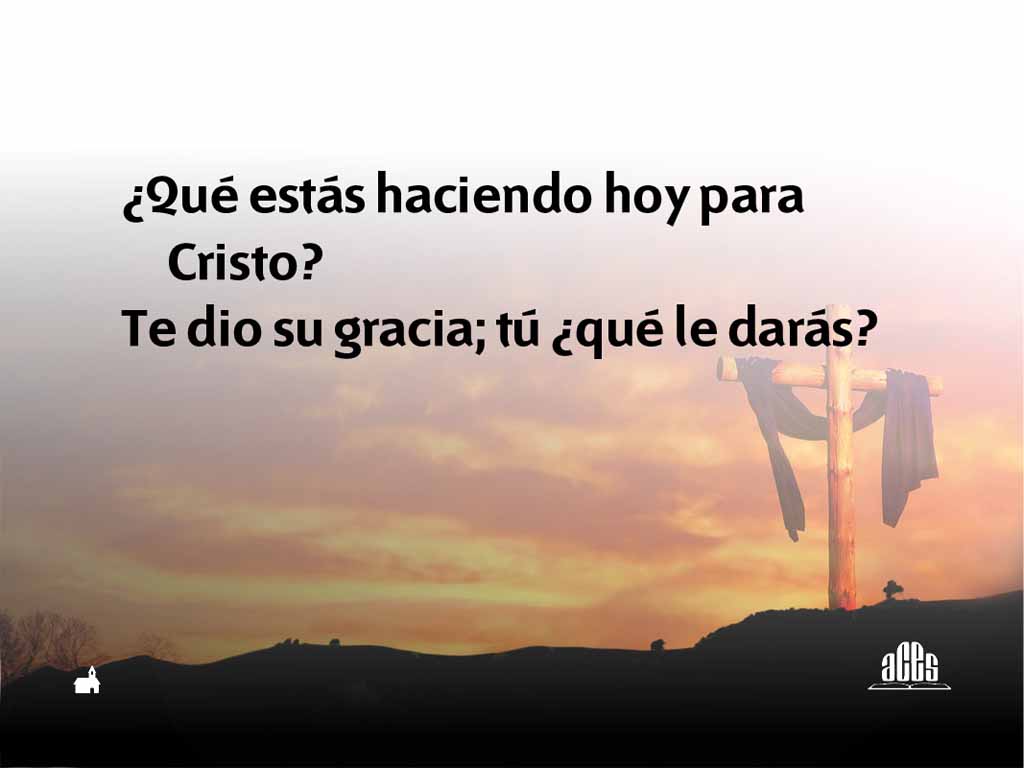 ¿Qué estás haciendo hoy para
Cristo?
Te dio su gracia; tú ¿qué le darás?
aces